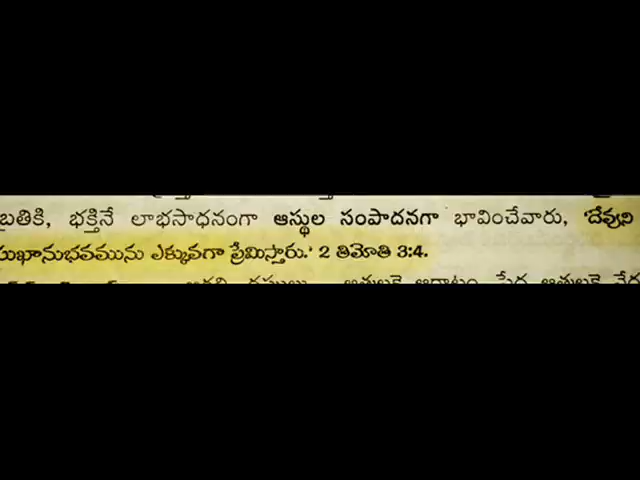 బ్రతికి, భక్తినే లాభసాధనంగా ఆస్థుల సంపాదనగా భావించేవారు, 'దేవుని
సుఖానుభవమును ఎక్కువగా ప్రేమిస్తారు.' 2 తిమోతి 3:4.